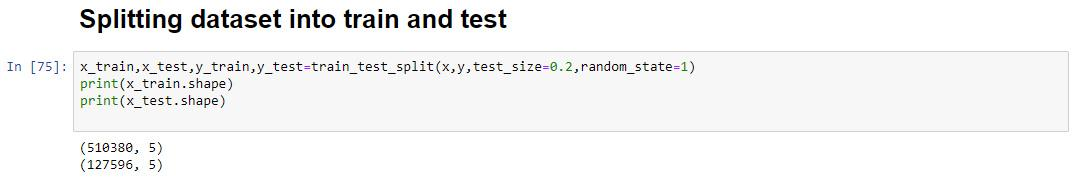 Splitting dataset into train and test
In [75]: x_train,x_test,y_train,y_test=train_test_split(x,y,test_size=0.2,random_state=1)
print(x_train.shape)
print(x_test.shape)
(510380, 5)
(127596, 5)